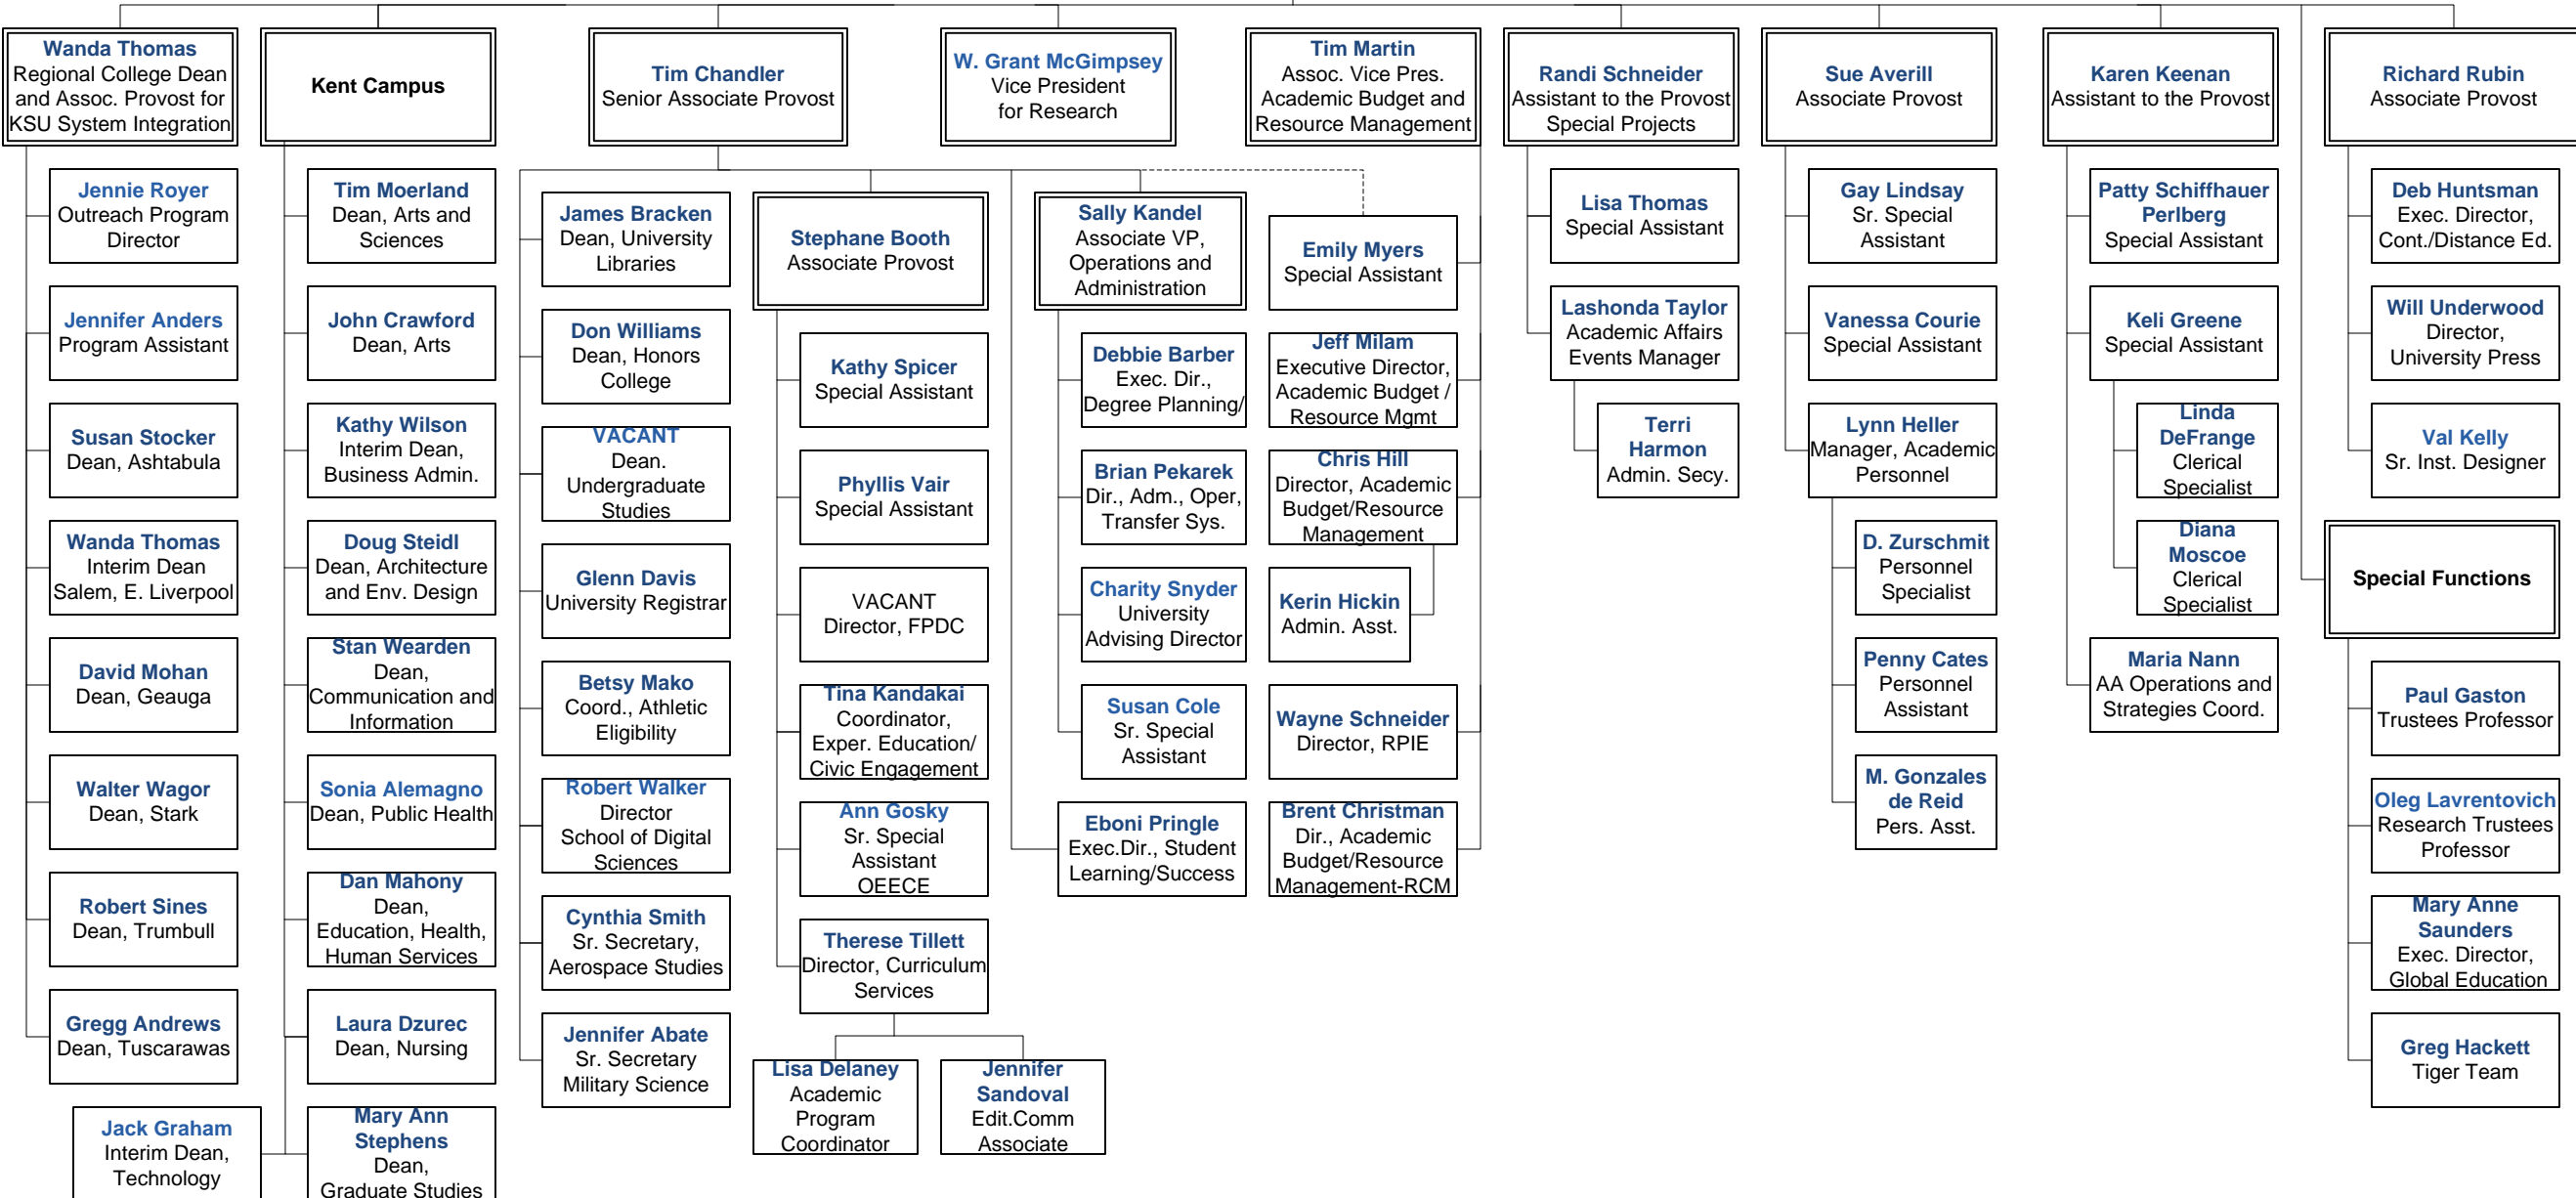 Wanda Thomas
Regional College Dean
and Assoc. Provost for
KSU System Integration
Kent Campus
Tim Chandler
Senior Associate Provost
W. Grant McGimpsey
Vice President
for Research
Tim Martin
Assoc. Vice Pres.
Academic Budget and
Resource Management
Randi Schneider
Assistant to the Provost
Special Projects
Sue Averill
Associate Provost
Karen Keenan
Assistant to the Provost
Richard Rubin
Associate Provost
Jennie Royer
Outreach Program
Director
Jennifer Anders
Program Assistant
Susan Stocker
Dean, Ashtabula
Wanda Thomas
Interim Dean
Salem, E. Liverpool
David Mohan
Dean, Geauga
Walter Wagor
Dean, Stark
Robert Sines
Dean, Trumbull
Gregg Andrews
Dean, Tuscarawas
Jack Graham
Interim Dean,
Technology
Tim Moerland
Dean, Arts and
Sciences
John Crawford
Dean, Arts
Kathy Wilson
Interim Dean,
Business Admin.
Doug Steidl
Dean, Architecture
and Env. Design
Stan Wearden
Dean,
Communication and
Information
Sonia Alemagno
Dean, Public Health
Dan Mahony
Dean,
Education, Health,
Human Services
Laura Dzurec
Dean, Nursing
Mary Ann
Stephens
Dean,
Graduate Studies
James Bracken
Dean, University
Libraries
Don Williams
Dean, Honors
College
VACANT
Dean.
Undergraduate
Studies
Glenn Davis
University Registrar
Betsy Mako
Coord., Athletic
Eligibility
Robert Walker
Director
School of Digital
Sciences
Cynthia Smith
Sr. Secretary,
Aerospace Studies
Jennifer Abate
Sr. Secretary
Military Science
Stephane Booth
Associate Provost
Kathy Spicer
Special Assistant
Phyllis Vair
Special Assistant
VACANT
Director, FPDC
Tina Kandakai
Coordinator,
Exper. Education/
Civic Engagement
Ann Gosky
Sr. Special
Assistant
OEECE
Therese Tillett
Director, Curriculum
Services
Lisa Delaney
Academic
Program
Coordinator
Jennifer
Sandoval
Edit.Comm
Associate
Sally Kandel
Associate VP,
Operations and
Administration
Debbie Barber
Exec. Dir.,
Degree Planning/
Brian Pekarek
Dir., Adm., Oper,
Transfer Sys.
Charity Snyder
University
Advising Director
Susan Cole
Sr. Special
Assistant
Eboni Pringle
Exec.Dir., Student
Learning/Success
Emily Myers
Special Assistant
Jeff Milam
Executive Director,
Academic Budget /
Resource Mgmt
Chris Hill
Director, Academic
Budget/Resource
Management
Kerin Hickin
Admin. Asst.
Wayne Schneider
Director, RPIE
Brent Christman
Dir., Academic
Budget/Resource
Management-RCM
Lisa Thomas
Special Assistant
Lashonda Taylor
Academic Affairs
Events Manager
Terri
Harmon
Admin. Secy.
Gay Lindsay
Sr. Special
Assistant
Vanessa Courie
Special Assistant
Lynn Heller
Manager, Academic
Personnel
D. Zurschmit
Personnel
Specialist
Penny Cates
Personnel
Assistant
M. Gonzales
de Reid
Pers. Asst.
Patty Schiffhauer
Perlberg
Special Assistant
Keli Greene
Special Assistant
Linda
DeFrange
Clerical
Specialist
Diana
Moscoe
Clerical
Specialist
Maria Nann
AA Operations and
Strategies Coord.
Deb Huntsman
Exec. Director,
Cont./Distance Ed.
Will Underwood
Director,
University Press
Val Kelly
Sr. Inst. Designer
Special Functions
Paul Gaston
Trustees Professor
Oleg Lavrentovich
Research Trustees
Professor
Mary Anne
Saunders
Exec. Director,
Global Education
Greg Hackett
Tiger Team